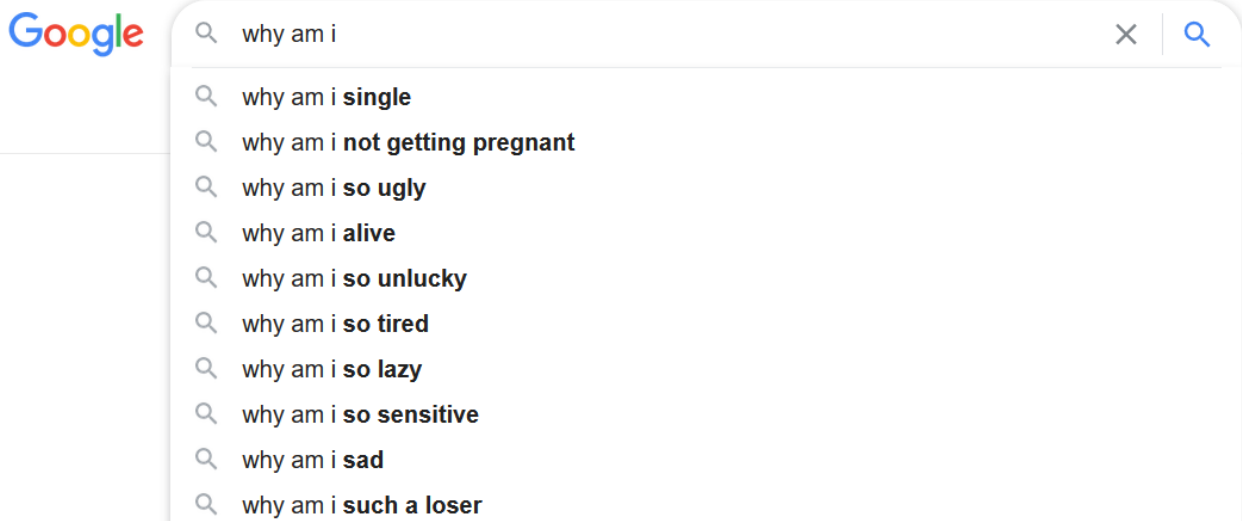 Google
why am i
why am i single
why am i not getting pregnant
why am i so ugly
why am i alive
why am i so unlucky
why am i so tired
why am i so lazy
why am i so sensitive
why am i sad
why am i such a loser